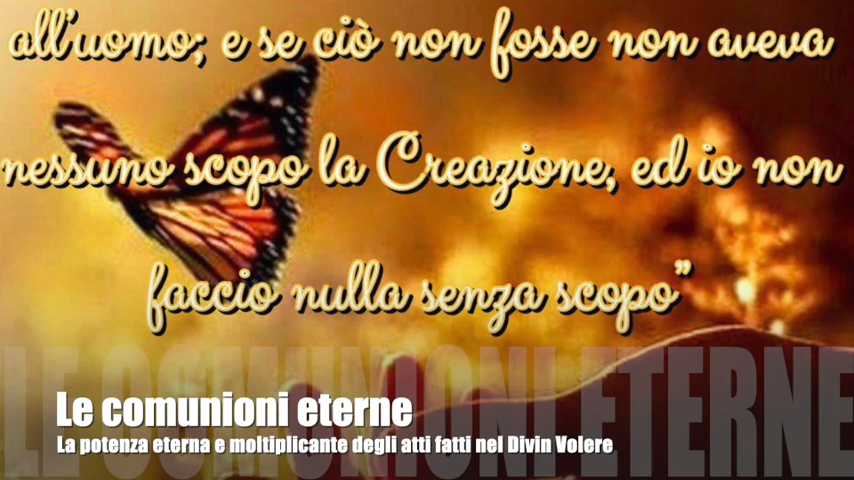 all'uomo; e se ciò non fosse non aveva
nessuno scopo la Creazione, ed io non
faccio nulla senza scopo"
LE COMUNIONI ETERNE
Le comunioni eterne
La potenza eterna e moltiplicante degli atti fatti nel Divin Volere